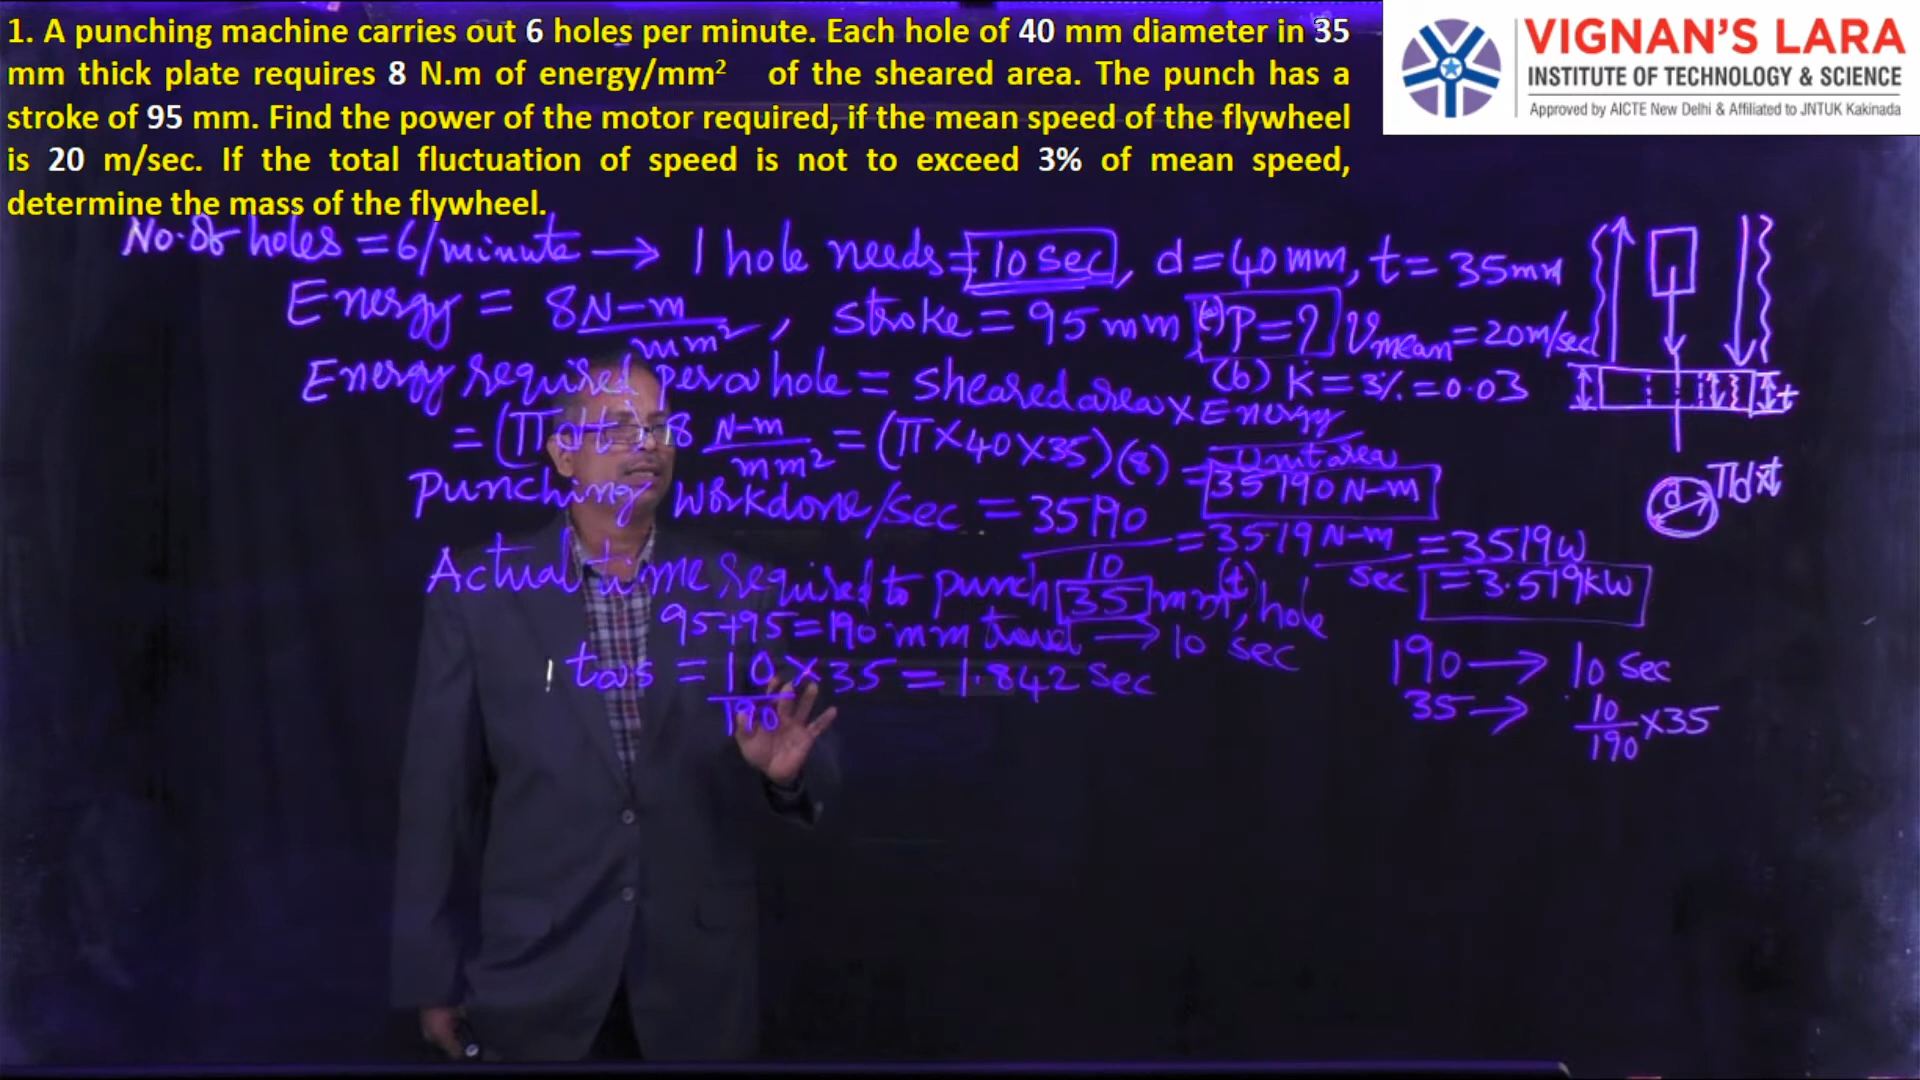 1. A punching machine carries out 6 holes per minute. Each hole of 40 mm diameter in 35
mm thick plate requires 8 N.m of energy/mm² of the sheared area. The punch has a
stroke of 95 mm. Find the power of the motor required, if the mean speed of the flywheel
is 20 m/sec. If the total fluctuation of speed is not to exceed 3% of mean speed,
determine the mass of the flywheel.
VIGNAN'S LARA
INSTITUTE OF TECHNOLOGY & SCIENCE
Approved by AICTE New Delhi & Affiliated to JNTUK Kakinada
No. of holes = 6/minute → 1 hole needs = 10 sec, d = 40 mm, t = 35 mm
Energy = 8 N-m/mm², stroke = 95 mm (a) P = ? Vmean = 20 m/sec
(b) K = 3% = 0.03
Energy required per hole = Sheared area × Energy/Unit area
= (πdt) 8 N-m/mm² = (π×40×35)(8) = 35190 N-m
Punching workdone/sec = 35190/10 = 3519 N-m/sec = 3519 W
= 3.519 kW
Actual time required to punch 35 mm (t), hole
95+95 = 190 mm travel → 10 sec
= 10/190 × 35 = 1.842 sec
190 → 10 sec
35 → 10/190 × 35
t
d
πd×t